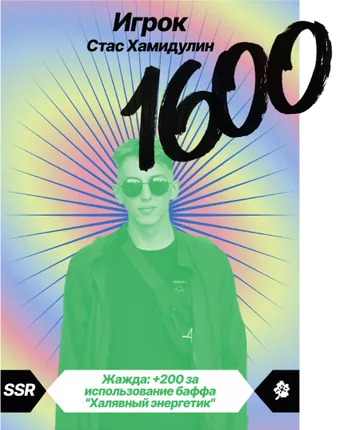 Игрок
Стас Хамидулин
1600
Жажда: +200 за
использование баффа
"Халявный энергетик"
SSR